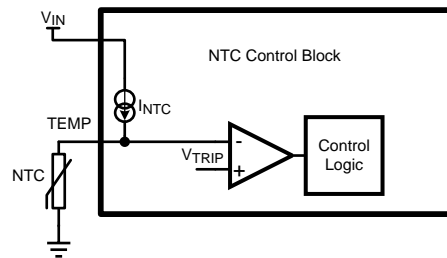 VIN
NTC Control Block
INTC
TEMP
NTC
VTRIP
-
+
Control
Logic